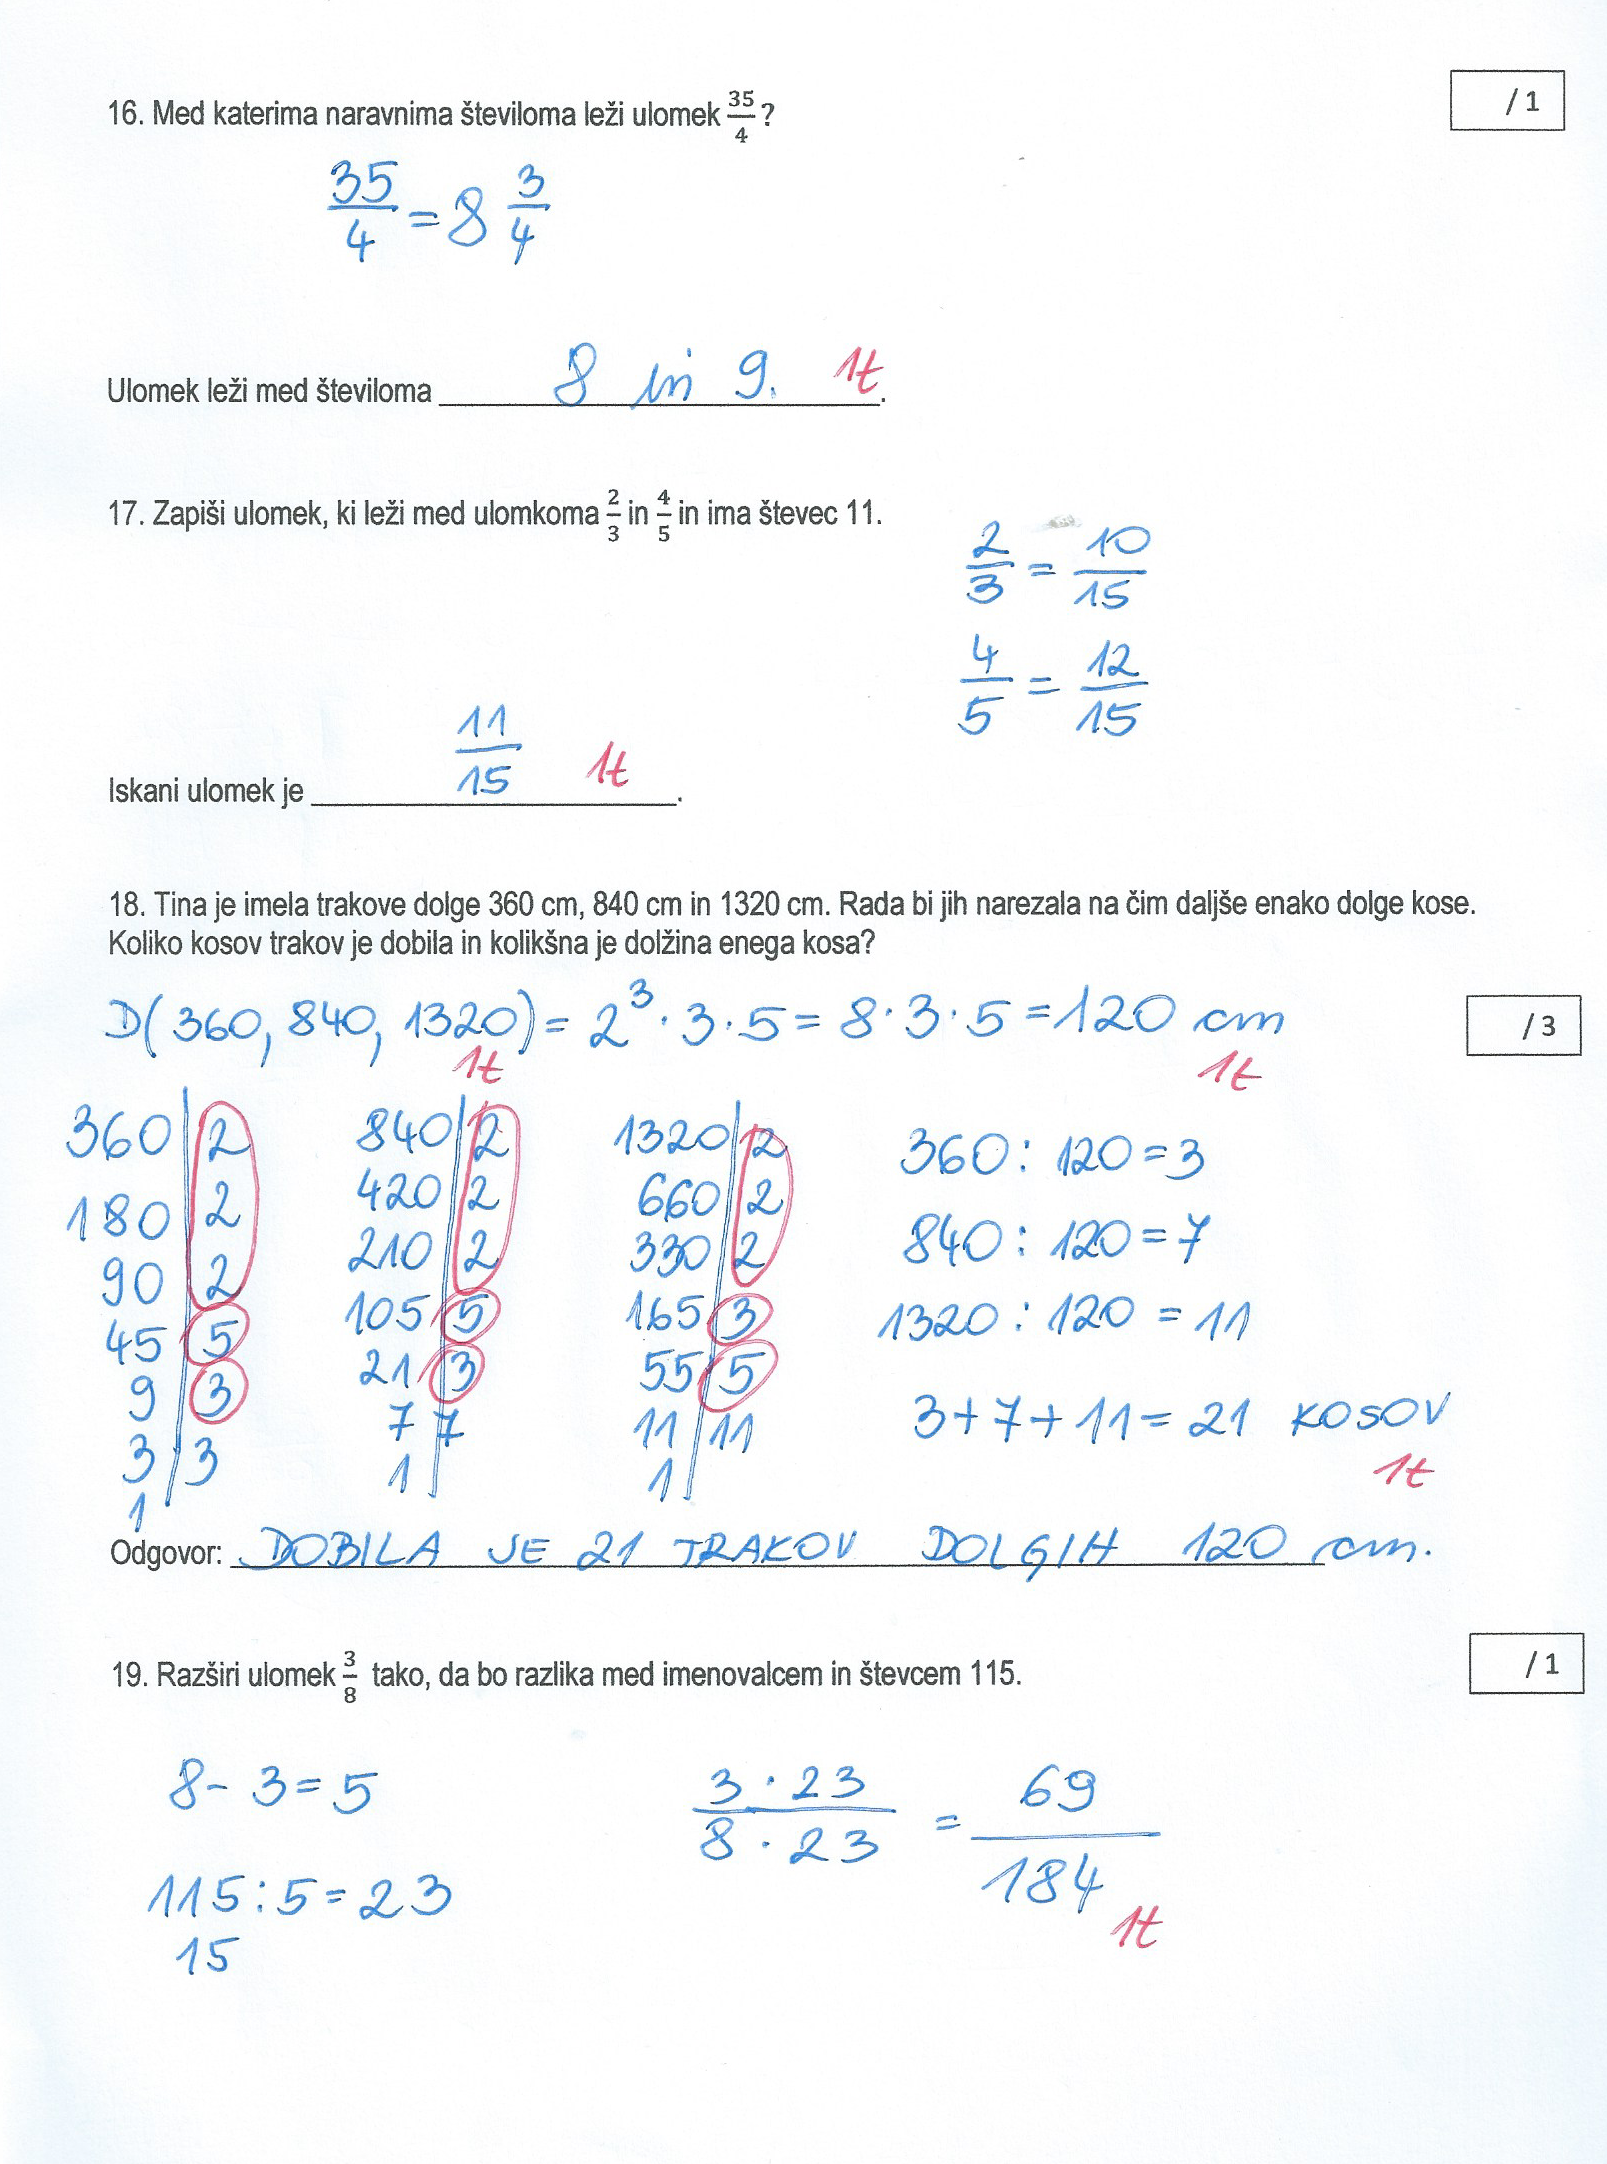 16. Med katerima naravnima številoma leži ulomek 35/4? / 1
35/4 = 8 3/4
Ulomek leži med številoma 8 in 9. 1t.
17. Zapiši ulomek, ki leži med ulomkoma 2/3 in 4/5 in ima števec 11.
2/3 = 10/15
4/5 = 12/15
Iskani ulomek je 11/15 1t.
18. Tina je imela trakove dolge 360 cm, 840 cm in 1320 cm. Rada bi jih narezala na čim daljše enako dolge kose.
Koliko kosov trakov je dobila in kolikšna je dolžina enega kosa?
D(360, 840, 1320) = 2³ · 3 · 5 = 8 · 3 · 5 = 120 cm / 3
1t 1t
360 | 2
180 | 2
90 | 2
45 | 5
9 | 3
3 | 3
1
840 | 2
420 | 2
210 | 2
105 | 5
21 | 3
7 | 7
1
1320 | 2
660 | 2
330 | 2
165 | 3
55 | 5
11 | 11
1
360 : 120 = 3
840 : 120 = 7
1320 : 120 = 11
3 + 7 + 11 = 21 KOSOV
1t
Odgovor: DOBILA JE 21 TRAKOV DOLGIH 120 cm.
19. Razširi ulomek 3/8 tako, da bo razlika med imenovalcem in števcem 115. / 1
8 - 3 = 5
115 : 5 = 23
15
3 · 23 / 8 · 23 = 69/184
1t